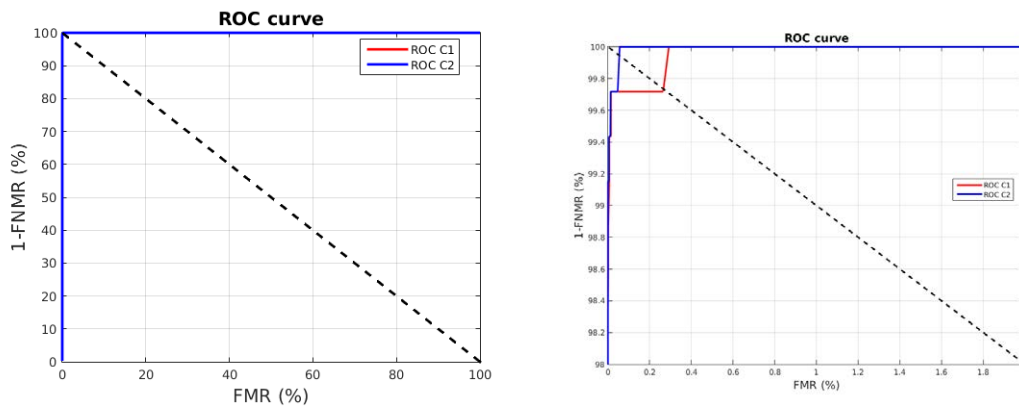 ROC curve
100
90
80
70
60
50
40
30
20
10
0
0 20 40 60 80 100
1-FNMR (%)
FMR (%)
ROC C1
ROC C2
ROC curve
100
99.8
99.6
99.4
99.2
99
98.8
98.6
98.4
98.2
98
0 0.2 0.4 0.6 0.8 1 1.2 1.4 1.6 1.8
1-FNMR (%)
FMR (%)
ROC C1
ROC C2